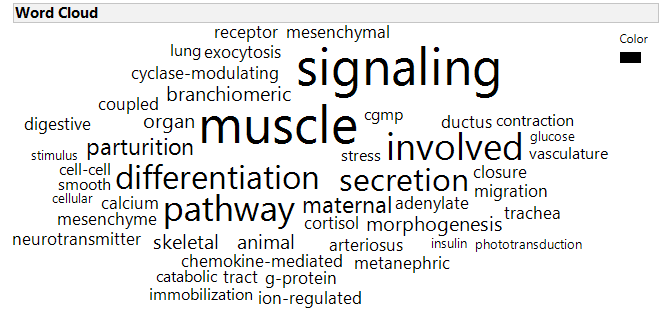 Word Cloud
Color
receptor mesenchymal
lung exocytosis
signaling
cyclase-modulating
branchiomeric
coupled
muscle
cgmp
digestive
organ
ductus contraction
glucose
parturition
involved
stimulus
stress
vasculature
cell-cell
differentiation
secretion
closure
smooth
migration
cellular
calcium
pathway
maternal
adenylate
mesenchyme
cortisol
morphogenesis
trachea
neurotransmitter
skeletal
animal
arteriosus
insulin
phototransduction
chemokine-mediated
metanephric
catabolic tract g-protein
immobilization ion-regulated